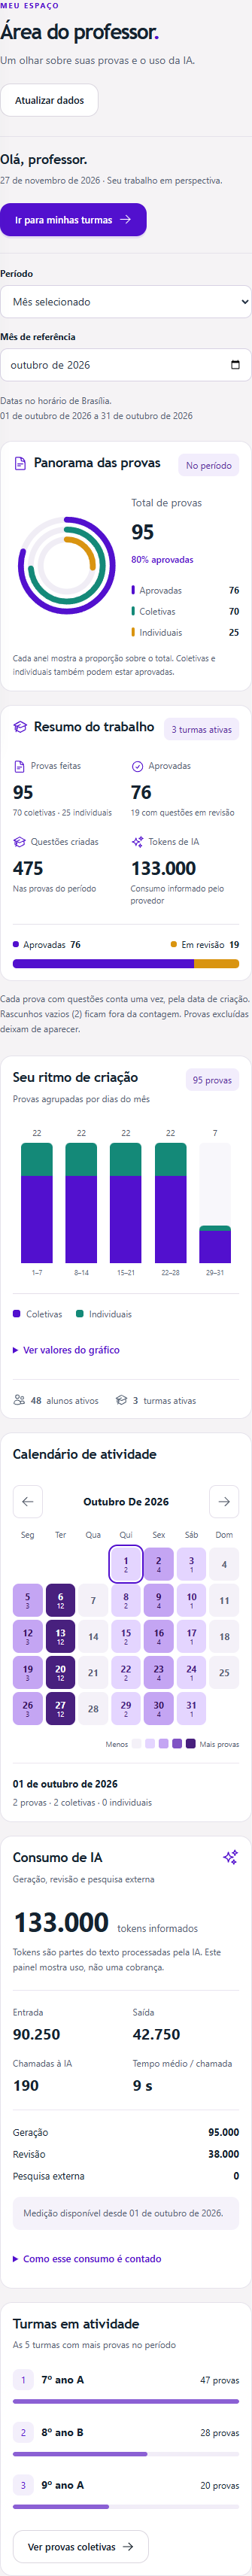 MEU ESPAÇO
Área do professor.
Um olhar sobre suas provas e o uso da IA.
Atualizar dados
Olá, professor.
27 de novembro de 2026 · Seu trabalho em perspectiva.
Ir para minhas turmas
Período
Mês selecionado
Mês de referência
outubro de 2026
Datas no horário de Brasília.
01 de outubro de 2026 a 31 de outubro de 2026
Panorama das provas
No período
Total de provas
95
80% aprovadas
Aprovadas 76
Coletivas 70
Individuais 25
Cada anel mostra a proporção sobre o total. Coletivas e
individuais também podem estar aprovadas.
Resumo do trabalho
3 turmas ativas
Provas feitas
95
70 coletivas · 25 individuais
Aprovadas
76
19 com questões em revisão
Questões criadas
475
Nas provas do período
Tokens de IA
133.000
Consumo informado pelo
provedor
Aprovadas 76
Em revisão 19
Cada prova com questões conta uma vez, pela data de criação.
Rascunhos vazios (2) ficam fora da contagem. Provas excluídas
deixam de aparecer.
Seu ritmo de criação
95 provas
Provas agrupadas por dias do mês
22 22 22 22 7
1–7 8–14 15–21 22–28 29–31
Coletivas Individuais
Ver valores do gráfico
48 alunos ativos 3 turmas ativas
Calendário de atividade
Outubro De 2026
Seg Ter Qua Qui Sex Sáb Dom
1 2 3 4
2 4 1
5 6 7 8 9 10 11
3 12 2 4 1
12 13 14 15 16 17 18
3 12 2 4 1
19 20 21 22 23 24 25
3 12 2 4 1
26 27 28 29 30 31
3 12 2 4 1
Menos Mais provas
01 de outubro de 2026
2 provas · 2 coletivas · 0 individuais
Consumo de IA
Geração, revisão e pesquisa externa
133.000 tokens informados
Tokens são partes do texto processadas pela IA. Este
painel mostra uso, não uma cobrança.
Entrada
90.250
Saída
42.750
Chamadas à IA
190
Tempo médio / chamada
9 s
Geração 95.000
Revisão 38.000
Pesquisa externa 0
Medição disponível desde 01 de outubro de 2026.
Como esse consumo é contado
Turmas em atividade
As 5 turmas com mais provas no período
1 7º ano A 47 provas
2 8º ano B 28 provas
3 9º ano A 20 provas
Ver provas coletivas